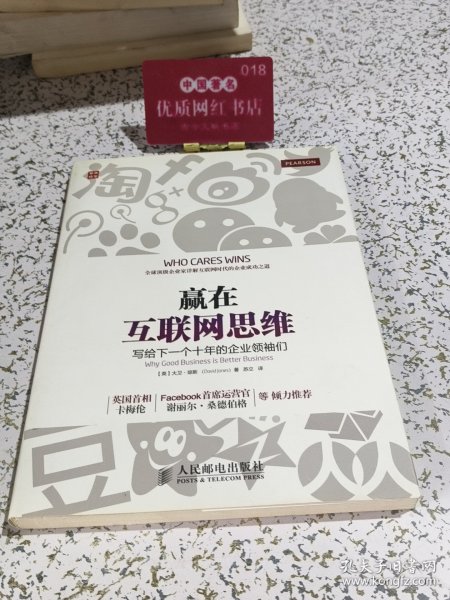 018
中国著名
优质网红书店
PEARSON
淘
WHO CARES WINS
全球顶级企业家详解互联网时代的企业成功之道
赢在
互联网思维
写给下一个十年的企业领袖们
Why Good Business is Better Business
［英］大卫·琼斯 (David Jones) 著 苏立 译
英国首相 Facebook首席运营官 等 倾力推荐
卡梅伦 谢丽尔·桑德伯格
豆
人民邮电出版社
POSTS & TELECOM PRESS
孔夫子旧书网
www.kongfz.com